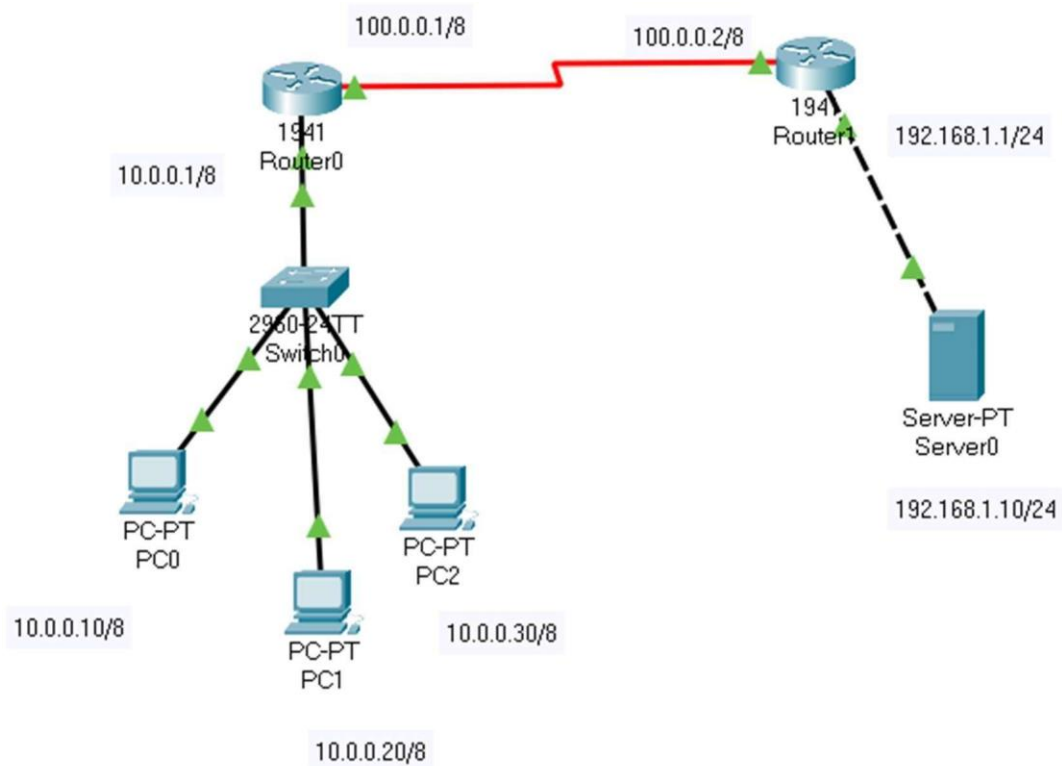 100.0.0.1/8
100.0.0.2/8
1941
Router0
1941
Router1
192.168.1.1/24
10.0.0.1/8
2960-24TT
Switch0
Server-PT
Server0
192.168.1.10/24
PC-PT
PC0
PC-PT
PC2
10.0.0.10/8
10.0.0.30/8
PC-PT
PC1
10.0.0.20/8